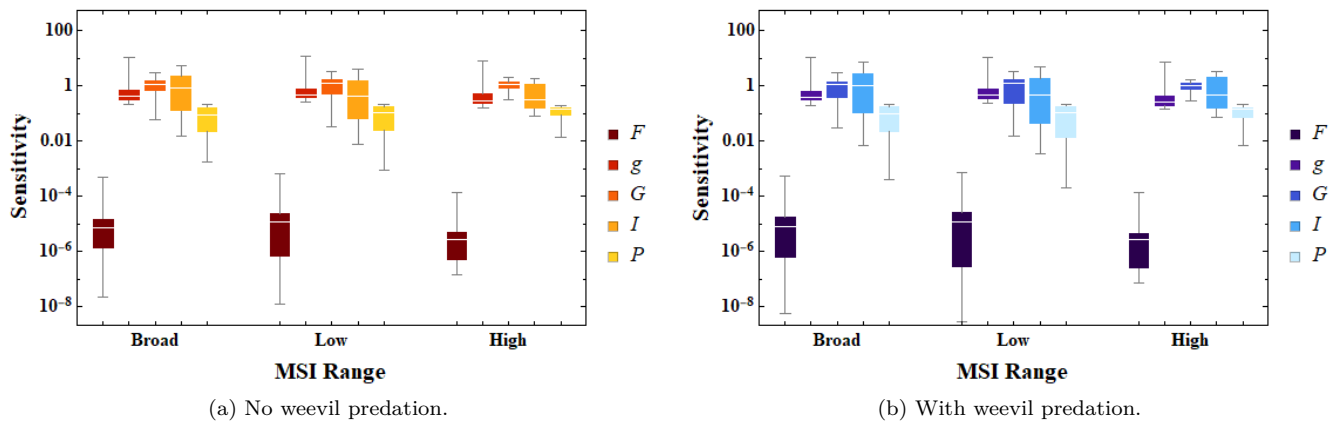 100
1
0.01
10⁻⁴
10⁻⁶
10⁻⁸
Sensitivity
Broad Low High
MSI Range
F
g
G
I
P
(a) No weevil predation.
100
1
0.01
10⁻⁴
10⁻⁶
10⁻⁸
Sensitivity
Broad Low High
MSI Range
F
g
G
I
P
(b) With weevil predation.